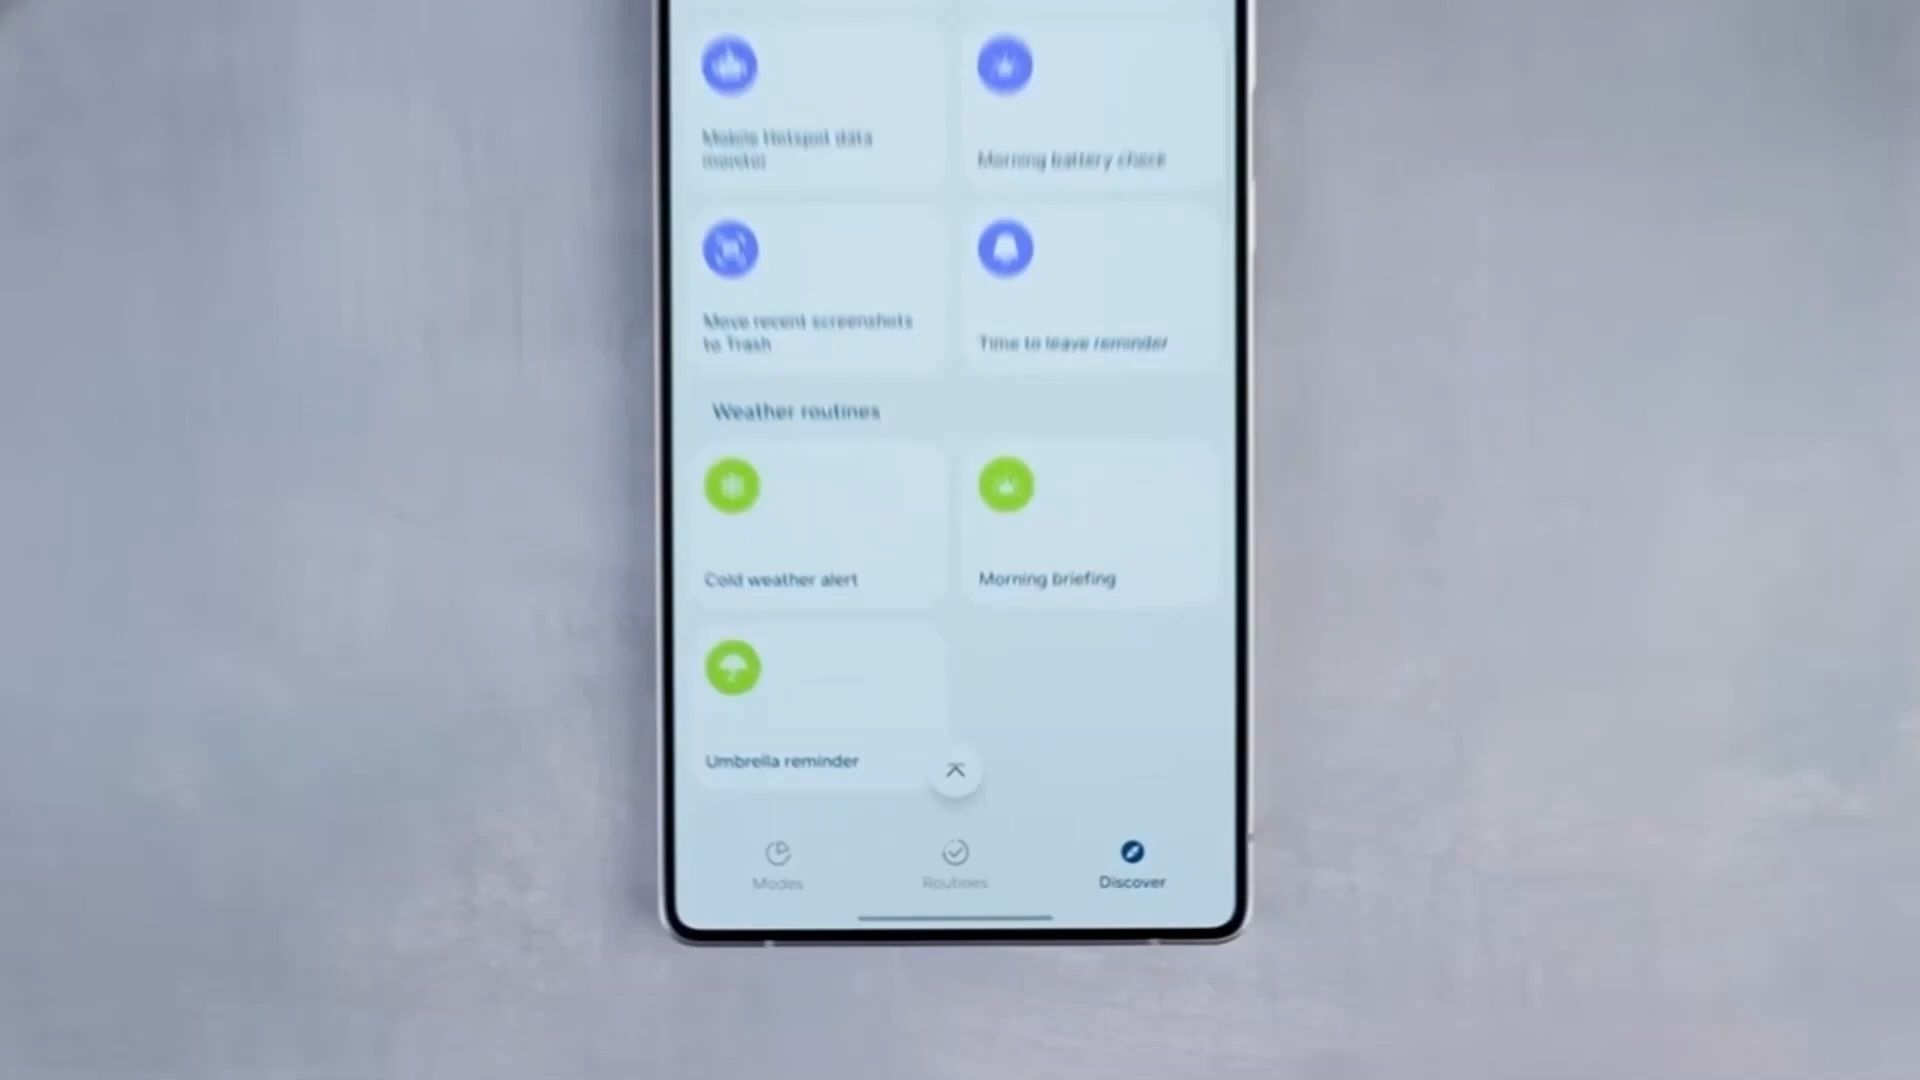 Mobile Hotspot data
monitor
Morning battery check
Move recent screenshots
to Trash
Time to leave reminder
Weather routines
Cold weather alert
Morning briefing
Umbrella reminder
Modes
Routines
Discover